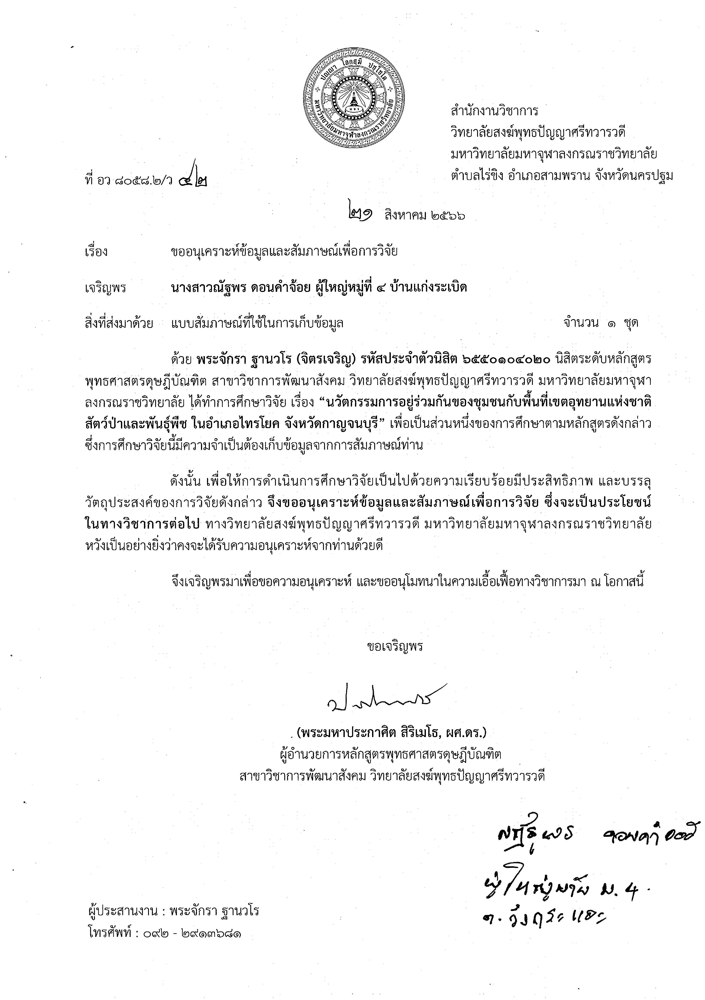 ปญฺญา โลกสฺมิ ปชฺโชโต
มหาวิทยาลัยมหาจุฬาลงกรณราชวิทยาลัย
ม จ ร
สำนักงานวิชาการ
วิทยาลัยสงฆ์พุทธปัญญาศรีทวารวดี
มหาวิทยาลัยมหาจุฬาลงกรณราชวิทยาลัย
ที่ อว ๘๐๕๘.๒/ว ๔๒
ตำบลไร่ขิง อำเภอสามพราน จังหวัดนครปฐม
๒๑ สิงหาคม ๒๕๖๖
เรื่อง ขออนุเคราะห์ข้อมูลและสัมภาษณ์เพื่อการวิจัย
เจริญพร นางสาวณัฐพร ดอนคำจ้อย ผู้ใหญ่หมู่ที่ ๔ บ้านแก่งระเบิด
สิ่งที่ส่งมาด้วย แบบสัมภาษณ์ที่ใช้ในการเก็บข้อมูล จำนวน ๑ ชุด
ด้วย พระจักรา ฐานวโร (จิตรเจริญ) รหัสประจำตัวนิสิต ๖๕๕๐๑๐๔๐๒๐ นิสิตระดับหลักสูตร
พุทธศาสตรดุษฎีบัณฑิต สาขาวิชาการพัฒนาสังคม วิทยาลัยสงฆ์พุทธปัญญาศรีทวารวดี มหาวิทยาลัยมหาจุฬา
ลงกรณราชวิทยาลัย ได้ทำการศึกษาวิจัย เรื่อง “นวัตกรรมการอยู่ร่วมกันของชุมชนกับพื้นที่เขตอุทยานแห่งชาติ
สัตว์ป่าและพันธุ์พืช ในอำเภอไทรโยค จังหวัดกาญจนบุรี” เพื่อเป็นส่วนหนึ่งของการศึกษาตามหลักสูตรดังกล่าว
ซึ่งการศึกษาวิจัยนี้มีความจำเป็นต้องเก็บข้อมูลจากการสัมภาษณ์ท่าน
ดังนั้น เพื่อให้การดำเนินการศึกษาวิจัยเป็นไปด้วยความเรียบร้อยมีประสิทธิภาพ และบรรลุ
วัตถุประสงค์ของการวิจัยดังกล่าว จึงขออนุเคราะห์ข้อมูลและสัมภาษณ์เพื่อการวิจัย ซึ่งจะเป็นประโยชน์
ในทางวิชาการต่อไป ทางวิทยาลัยสงฆ์พุทธปัญญาศรีทวารวดี มหาวิทยาลัยมหาจุฬาลงกรณราชวิทยาลัย
หวังเป็นอย่างยิ่งว่าคงจะได้รับความอนุเคราะห์จากท่านด้วยดี
จึงเจริญพรมาเพื่อขอความอนุเคราะห์ และขออนุโมทนาในความเอื้อเฟื้อทางวิชาการมา ณ โอกาสนี้
ขอเจริญพร
(พระมหาประกาศิต สิริเมโธ, ผศ.ดร.)
ผู้อำนวยการหลักสูตรพุทธศาสตรดุษฎีบัณฑิต
สาขาวิชาการพัฒนาสังคม วิทยาลัยสงฆ์พุทธปัญญาศรีทวารวดี
ณัฐพร
ผู้ใหญ่บ้าน ม. 4
ต. วังกระแจะ
ผู้ประสานงาน : พระจักรา ฐานวโร
โทรศัพท์ : ๐๙๒ - ๒๙๑๓๖๘๑